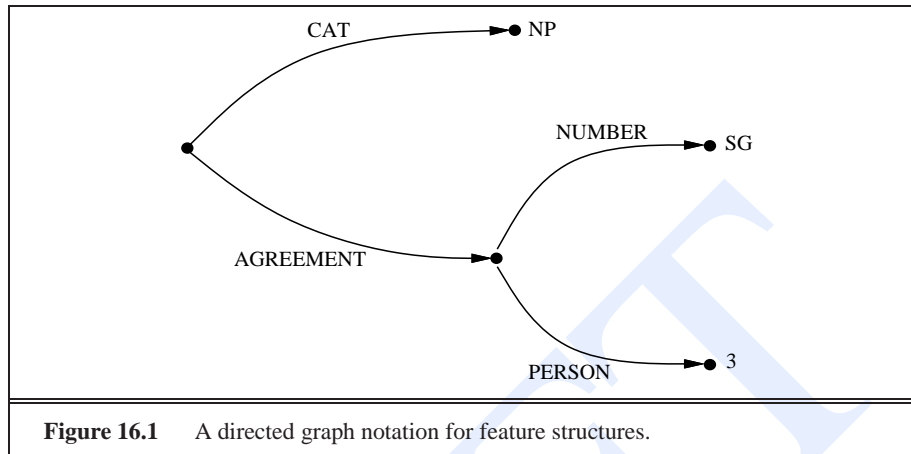 CAT
NP
NUMBER
SG
AGREEMENT
PERSON
3
Figure 16.1 A directed graph notation for feature structures.